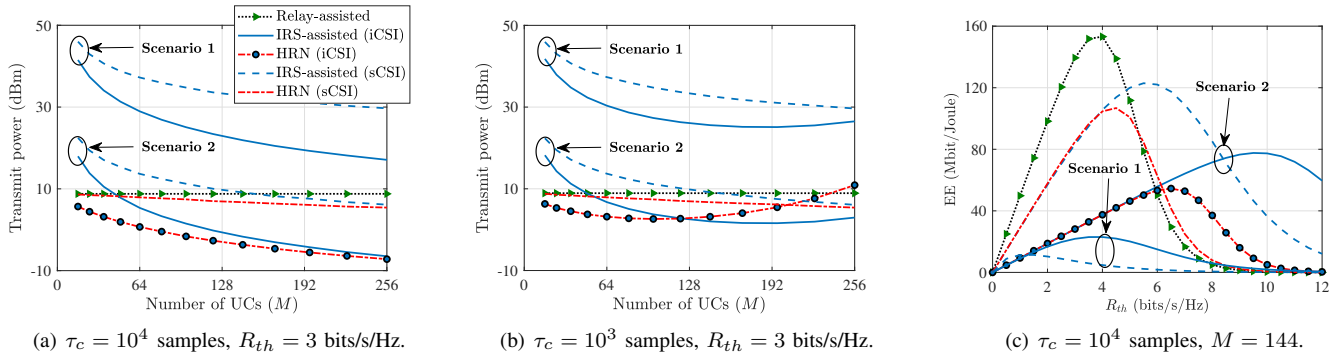 50
30
10
-10
Transmit power (dBm)
Scenario 1
Scenario 2
Relay-assisted
IRS-assisted (iCSI)
HRN (iCSI)
IRS-assisted (sCSI)
HRN (sCSI)
0
64
128
192
256
Number of UCs (M)
(a) τc = 10^4 samples, Rth = 3 bits/s/Hz.
50
30
10
-10
Transmit power (dBm)
Scenario 1
Scenario 2
0
64
128
192
256
Number of UCs (M)
(b) τc = 10^3 samples, Rth = 3 bits/s/Hz.
160
120
80
40
0
EE (Mbit/Joule)
Scenario 2
Scenario 1
0
2
4
6
8
10
12
Rth (bits/s/Hz)
(c) τc = 10^4 samples, M = 144.